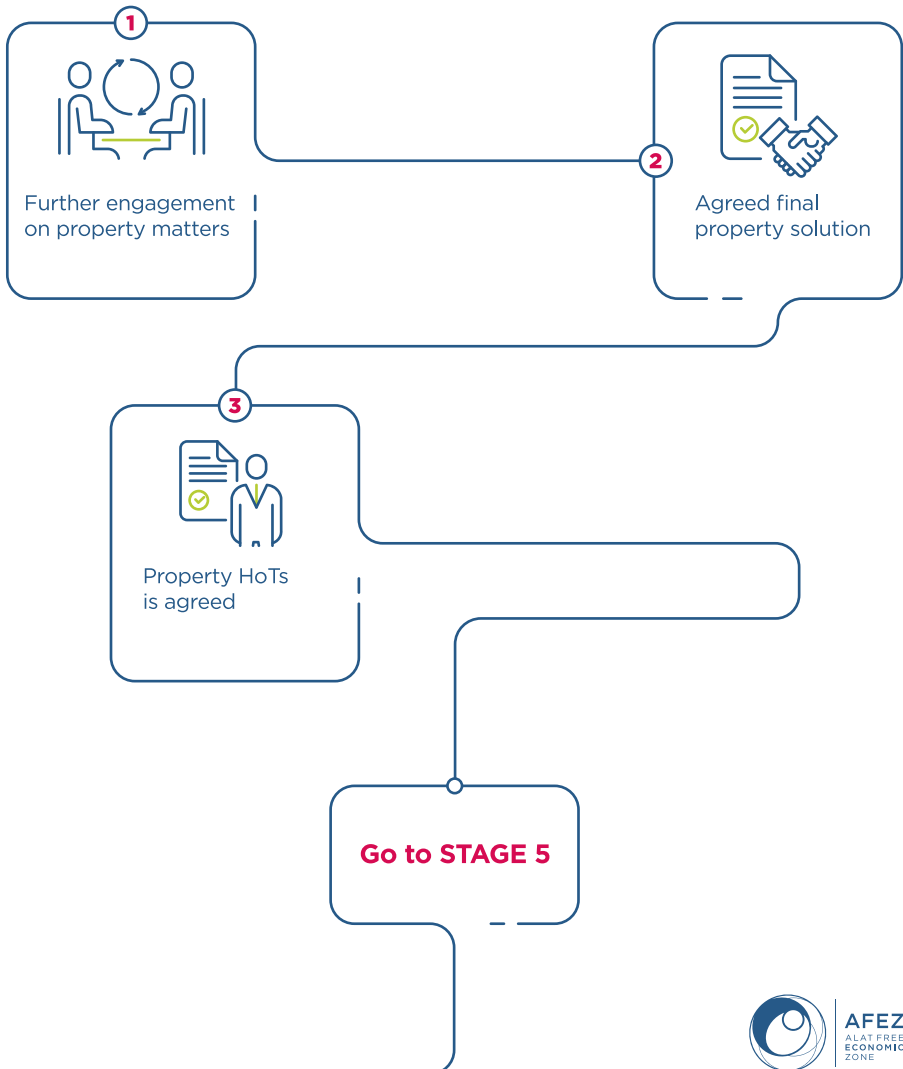 1
Further engagement
on property matters
2
Agreed final
property solution
3
Property HoTs
is agreed
Go to STAGE 5
AFEZ
ALAT FREE
ECONOMIC
ZONE